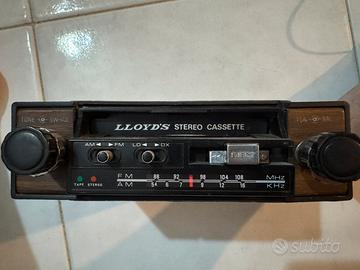 LLOYD'S STEREO CASSETTE
AM FM LO DX
FM 88 92 98 104 108 MHz
AM 54 6 7 9 12 16 KHz
TAPE STEREO
subito